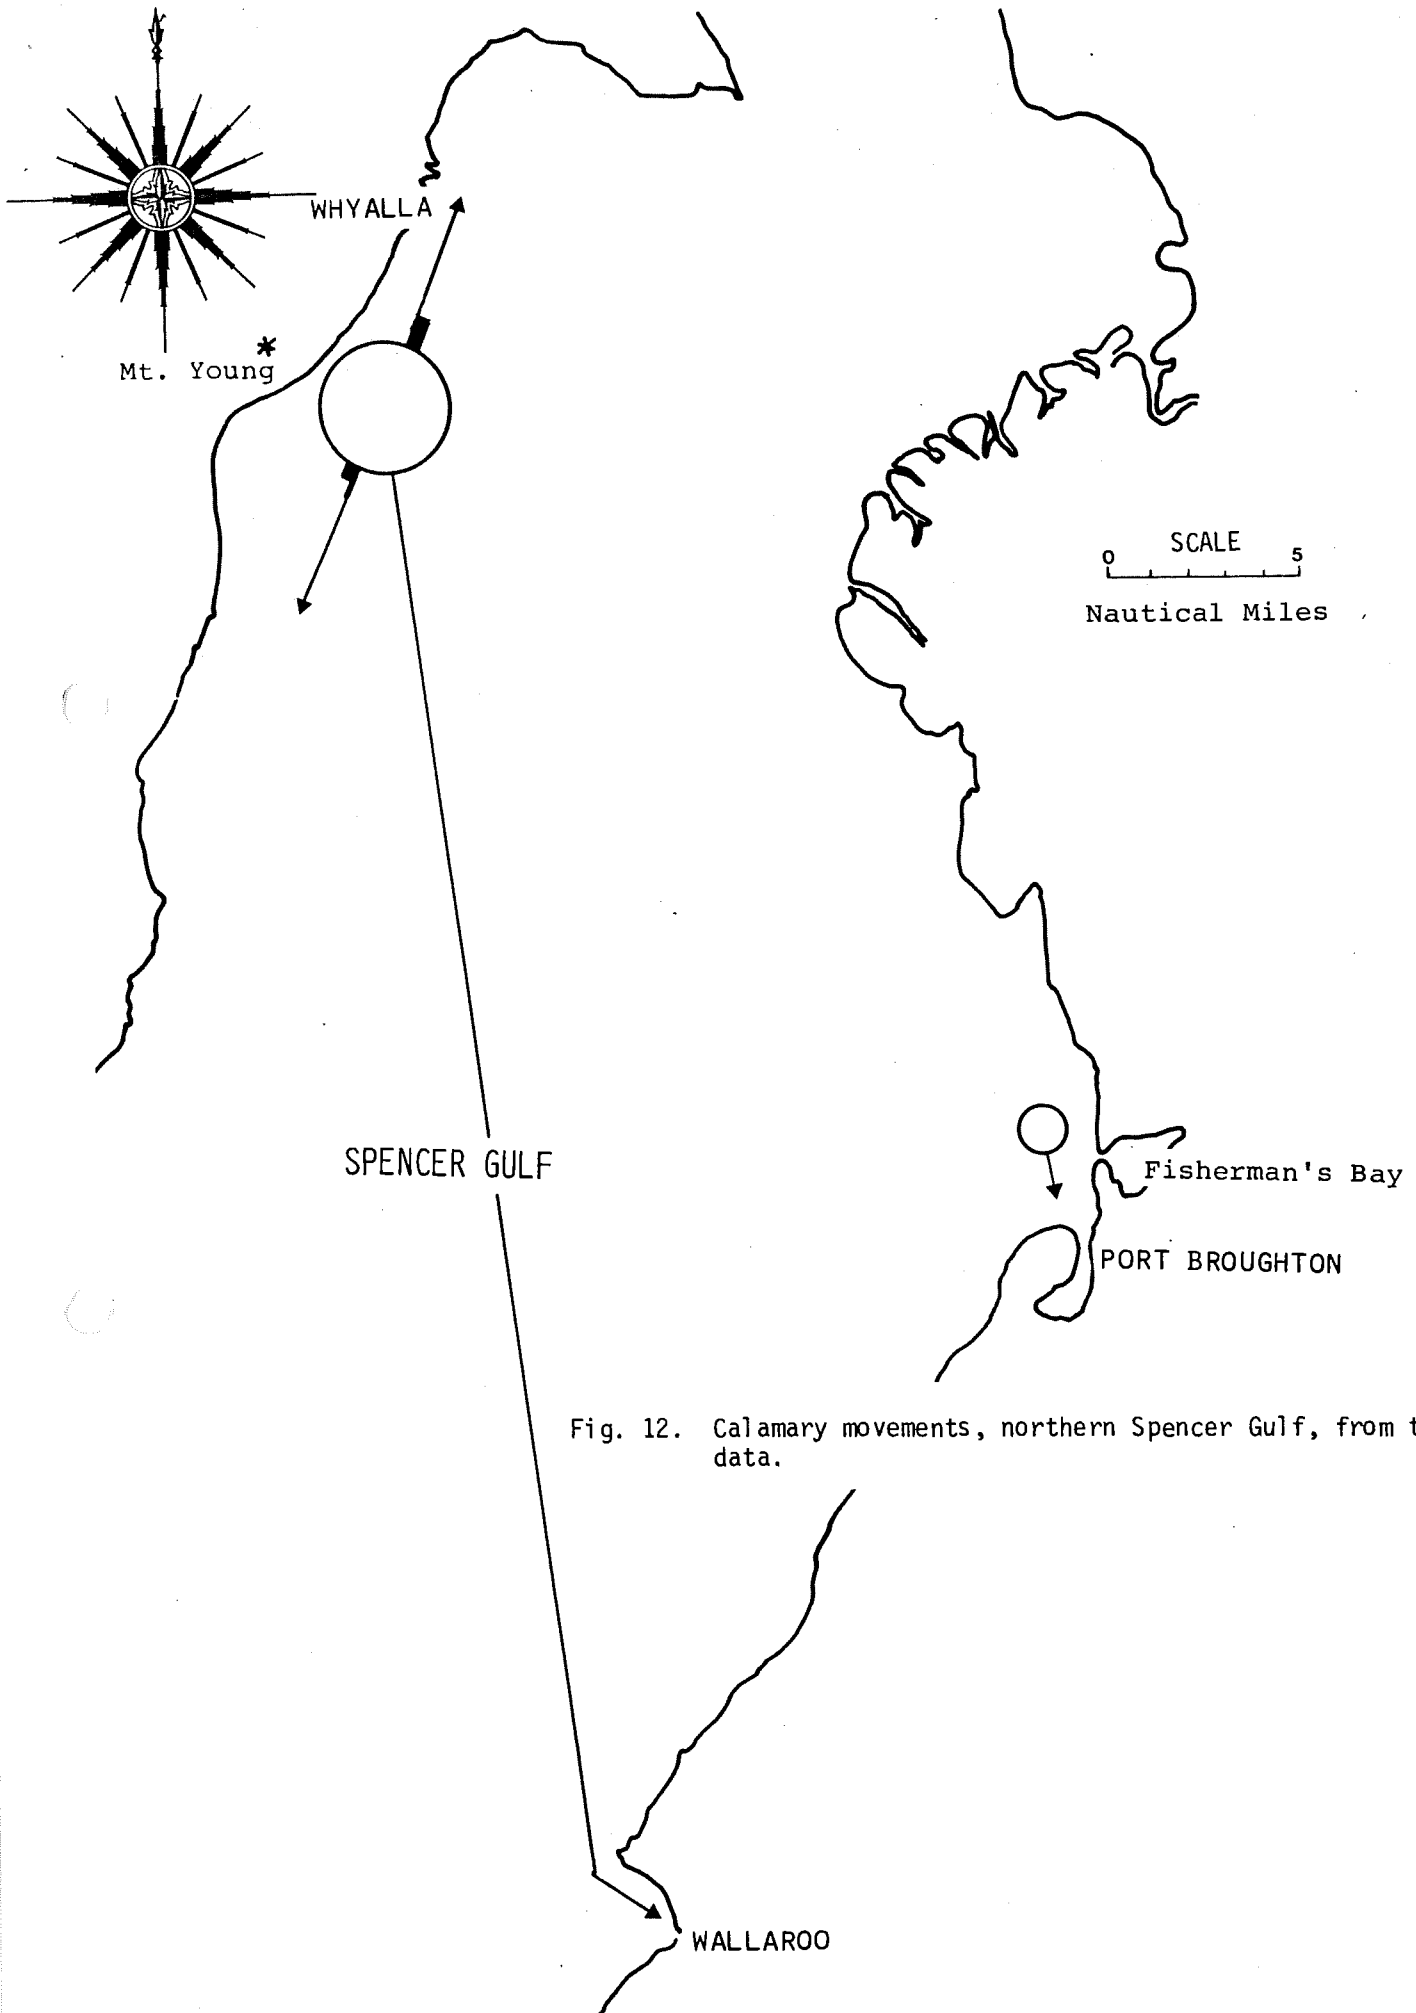 WHYALLA
*
Mt. Young
SCALE
0 5
Nautical Miles
SPENCER GULF
Fisherman's Bay
PORT BROUGHTON
Fig. 12. Calamary movements, northern Spencer Gulf, from
data.
WALLAROO